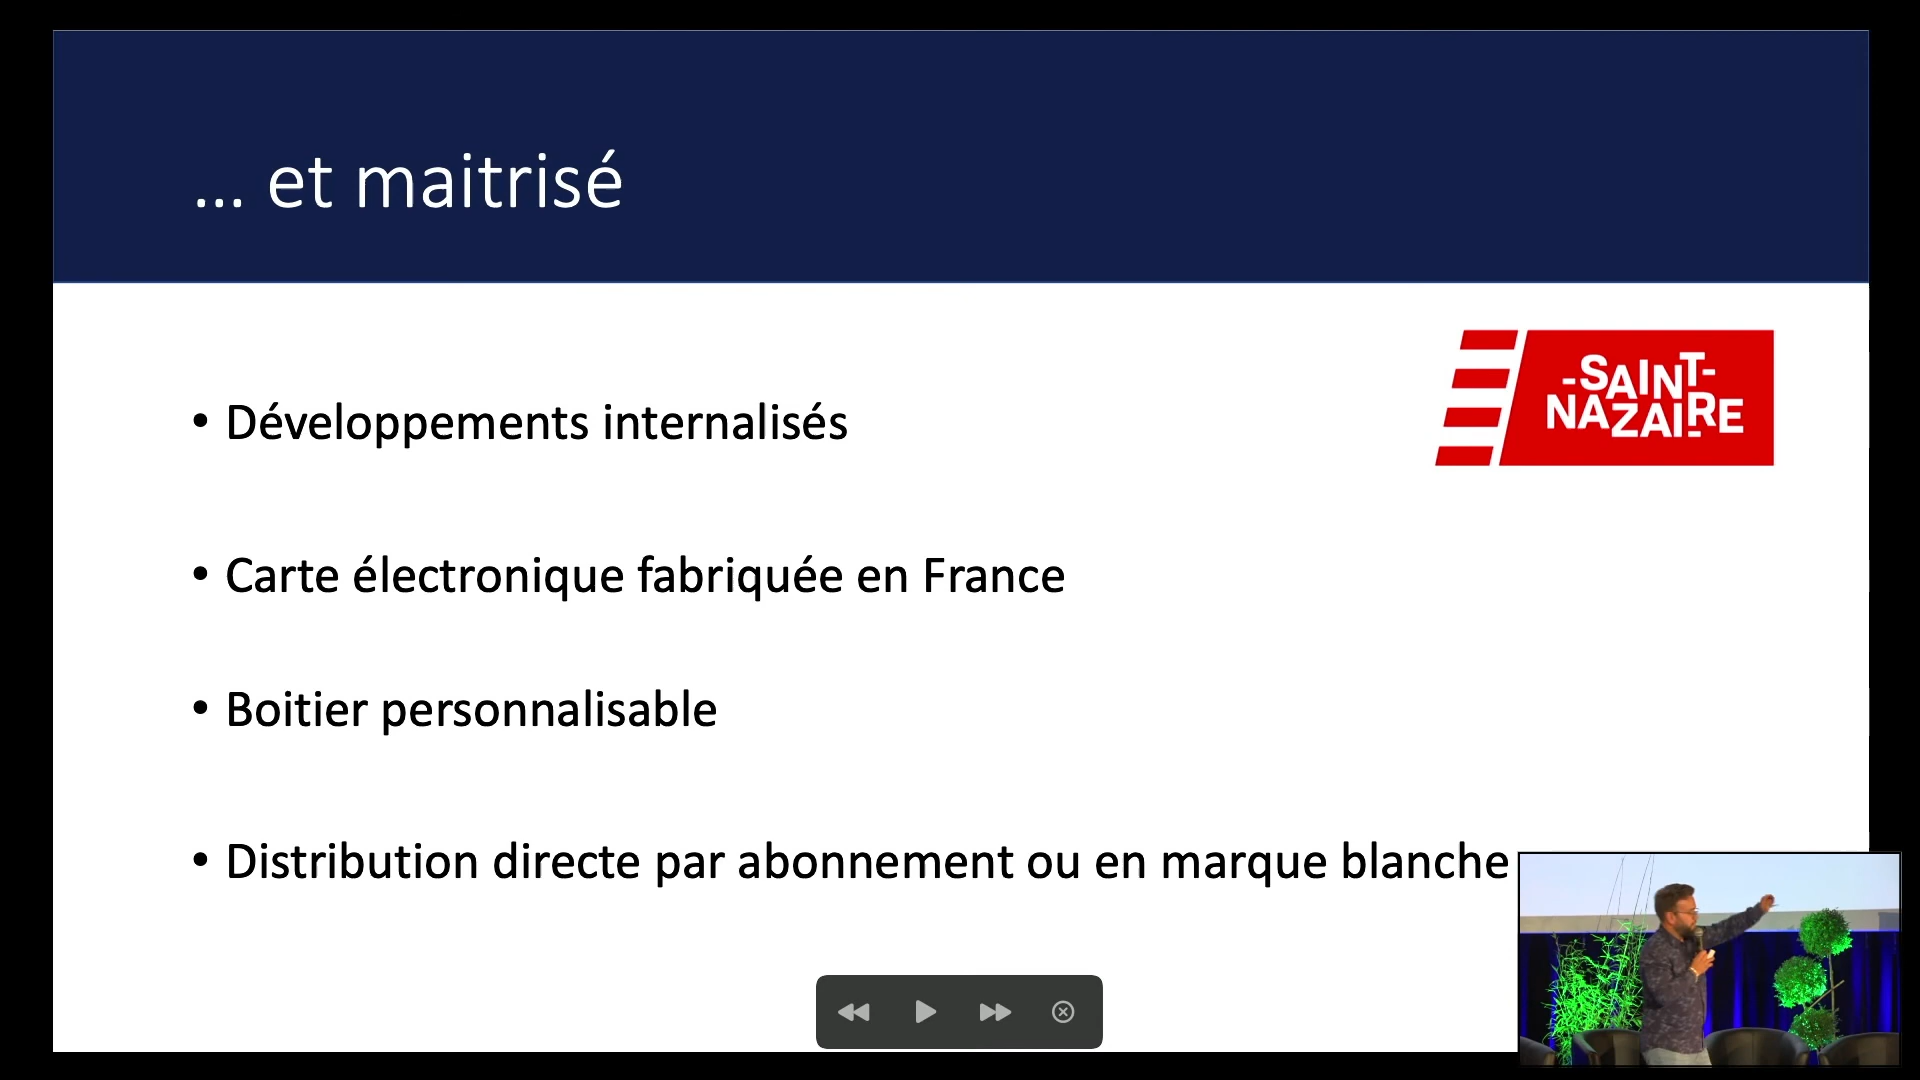 ... et maitrisé
-SAINT-
NAZAIRE
• Développements internalisés
• Carte électronique fabriquée en France
• Boitier personnalisable
• Distribution directe par abonnement ou en marque blanche